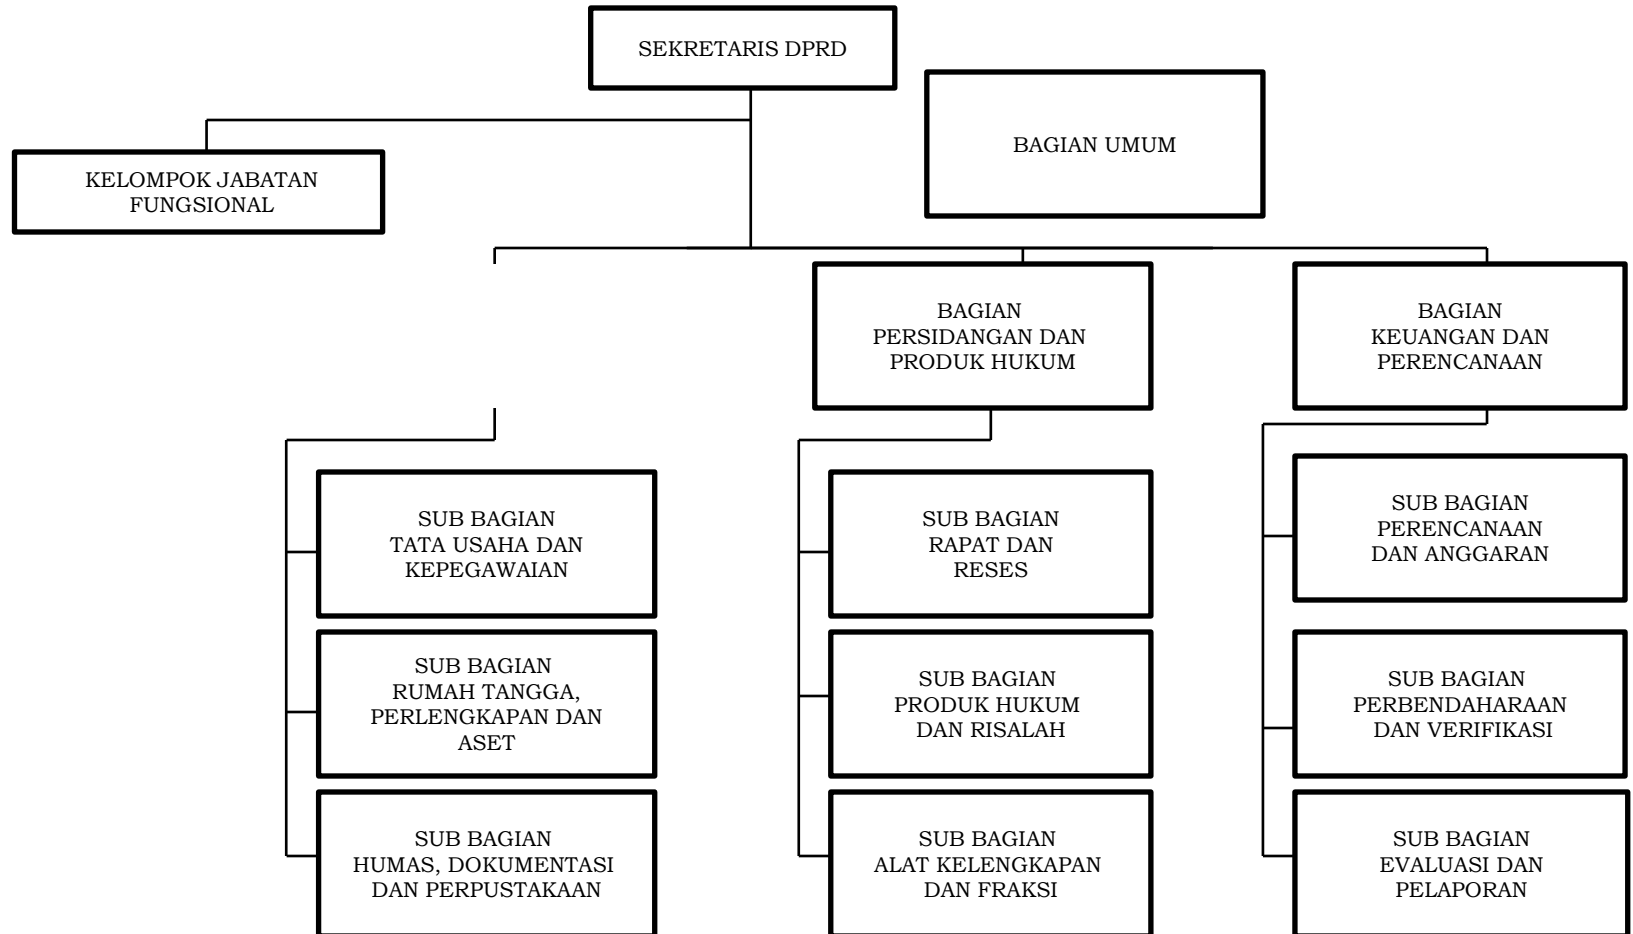 SEKRETARIS DPRD
BAGIAN UMUM
KELOMPOK JABATAN
FUNGSIONAL
BAGIAN
PERSIDANGAN DAN
PRODUK HUKUM
BAGIAN
KEUANGAN DAN
PERENCANAAN
SUB BAGIAN
TATA USAHA DAN
KEPEGAWAIAN
SUB BAGIAN
RAPAT DAN
RESES
SUB BAGIAN
PERENCANAAN
DAN ANGGARAN
SUB BAGIAN
RUMAH TANGGA,
PERLENGKAPAN DAN
ASET
SUB BAGIAN
PRODUK HUKUM
DAN RISALAH
SUB BAGIAN
PERBENDAHARAAN
DAN VERIFIKASI
SUB BAGIAN
HUMAS, DOKUMENTASI
DAN PERPUSTAKAAN
SUB BAGIAN
ALAT KELENGKAPAN
DAN FRAKSI
SUB BAGIAN
EVALUASI DAN
PELAPORAN